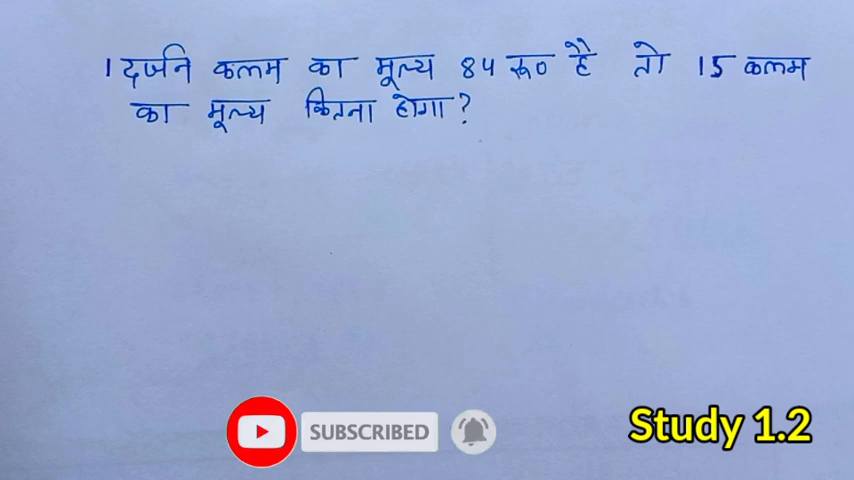 1 दर्जन कलम का मूल्य 84 रू० है तो 15 कलम
का मूल्य कितना होगा?
SUBSCRIBED
Study 1.2